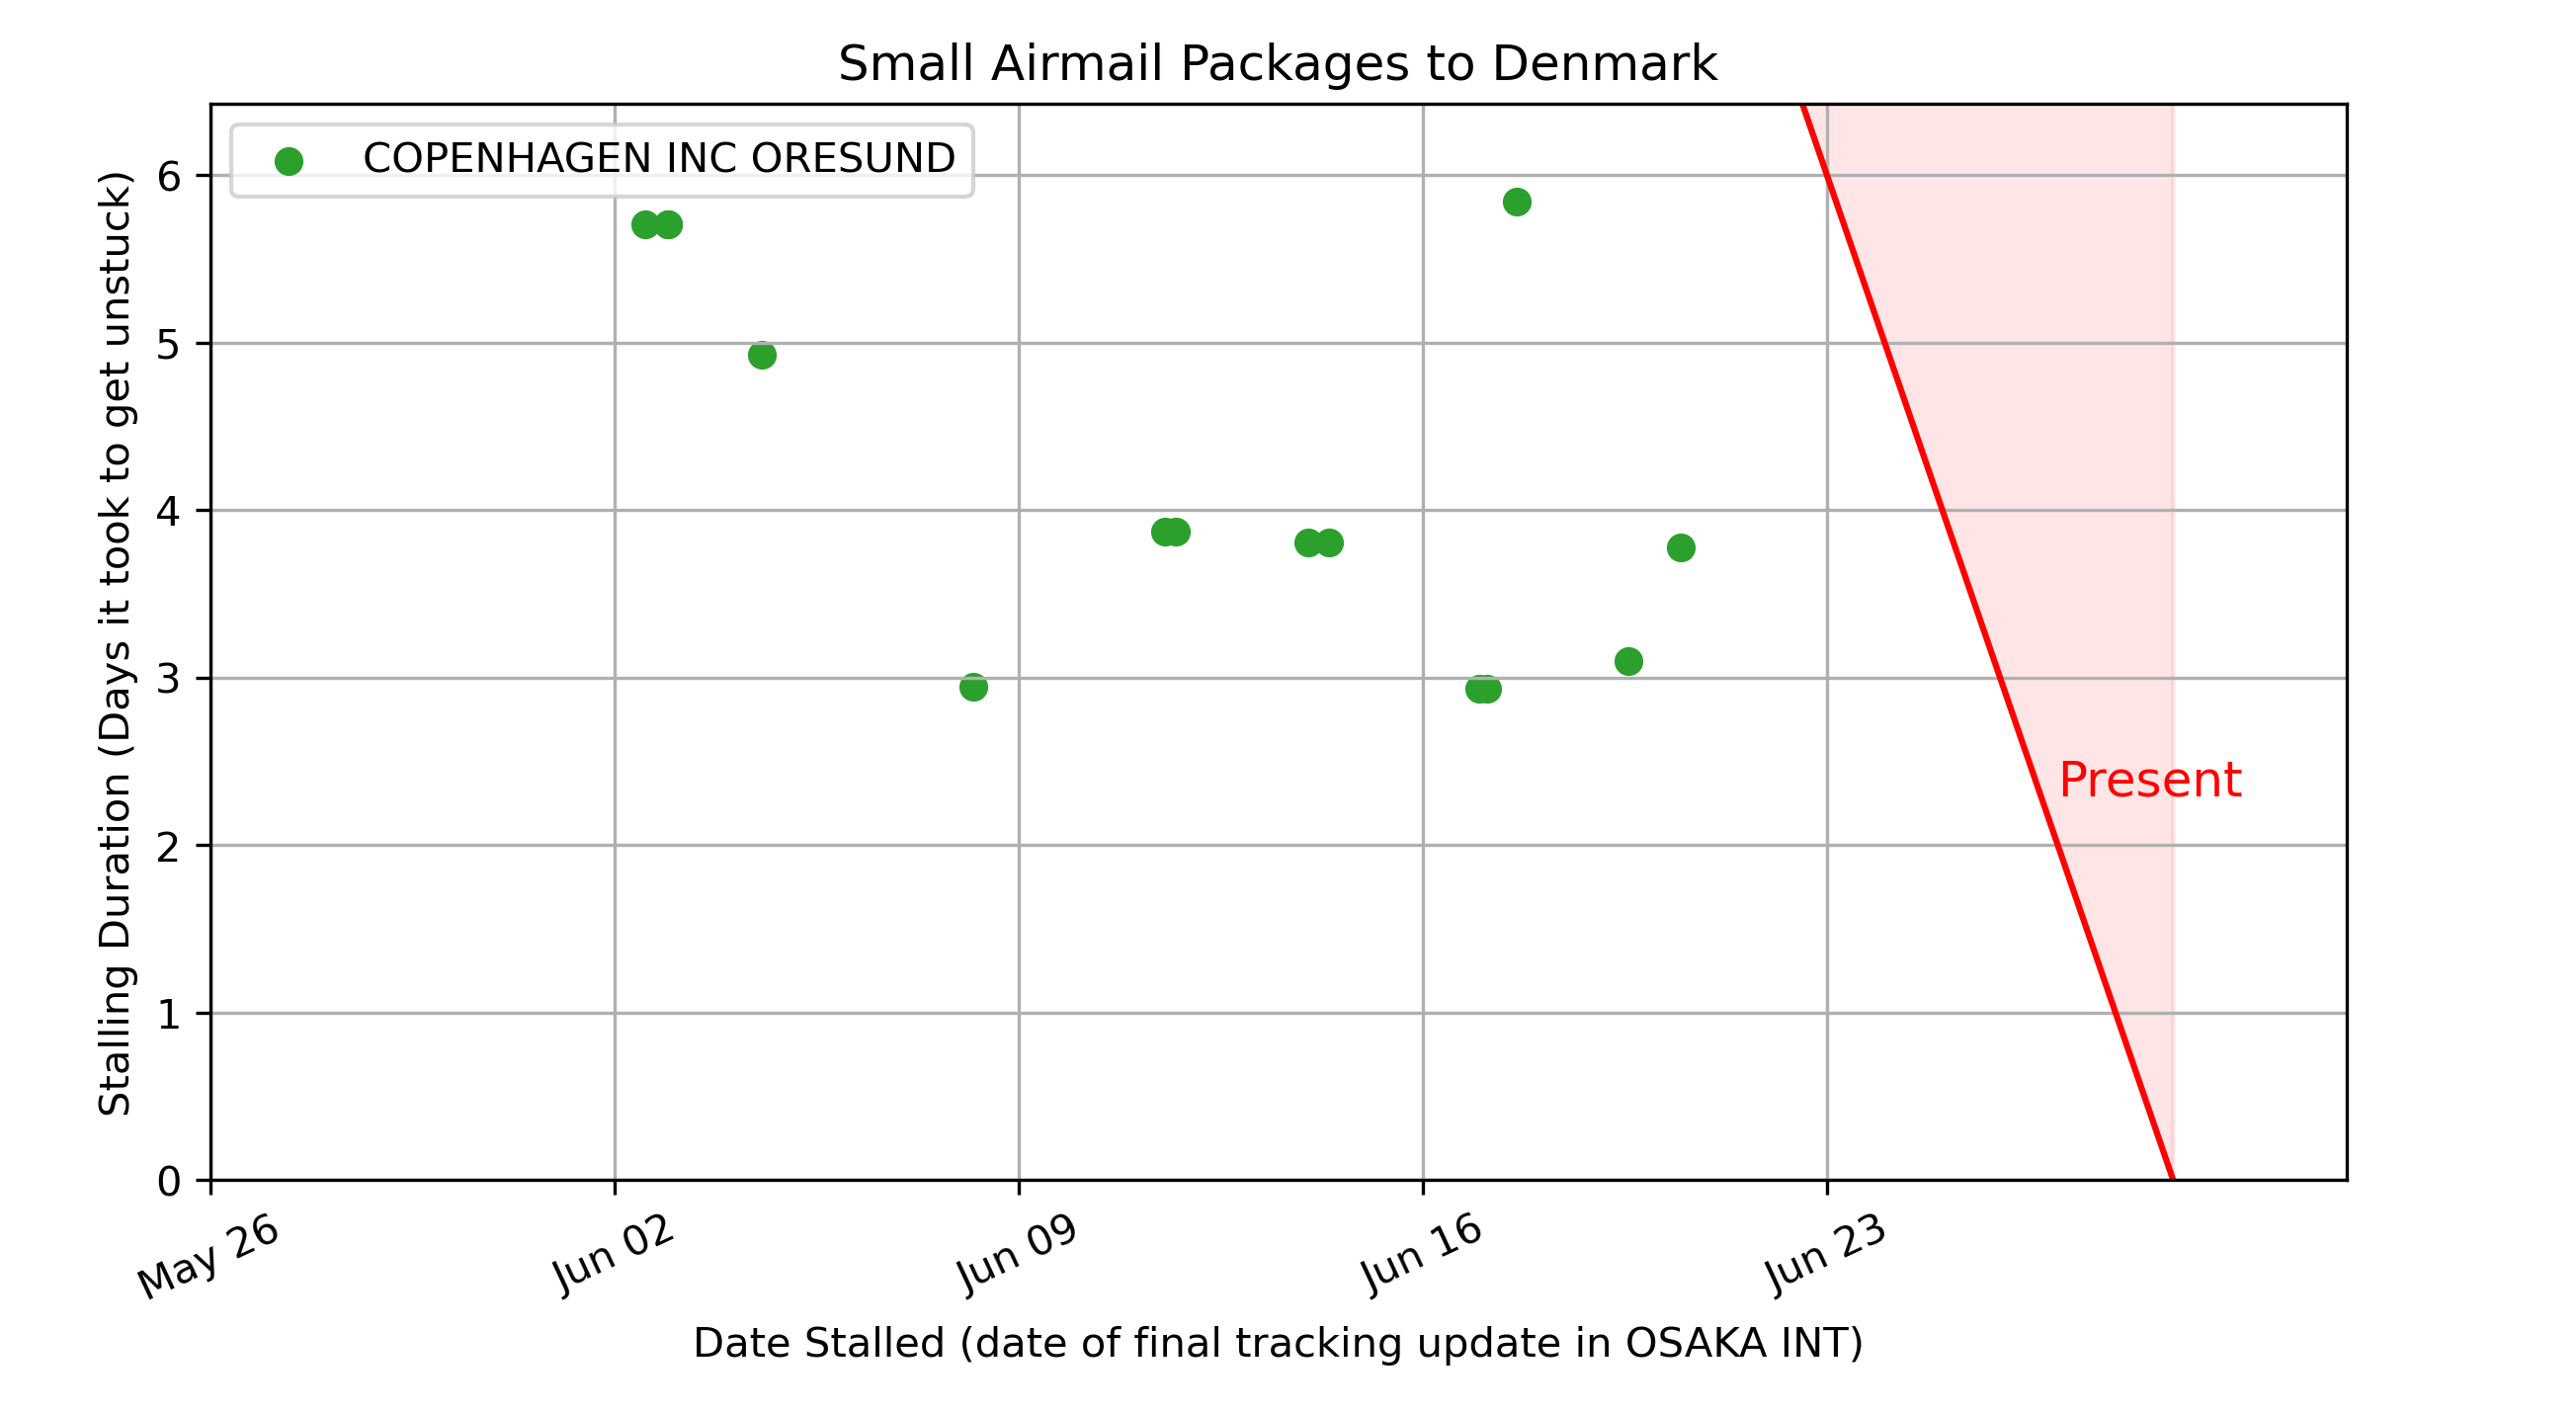 Small Airmail Packages to Denmark
COPENHAGEN INC ORESUND
Stalling Duration (Days it took to get unstuck)
6
5
4
3
2
1
0
Present
May 26
Jun 02
Jun 09
Jun 16
Jun 23
Date Stalled (date of final tracking update in OSAKA INT)